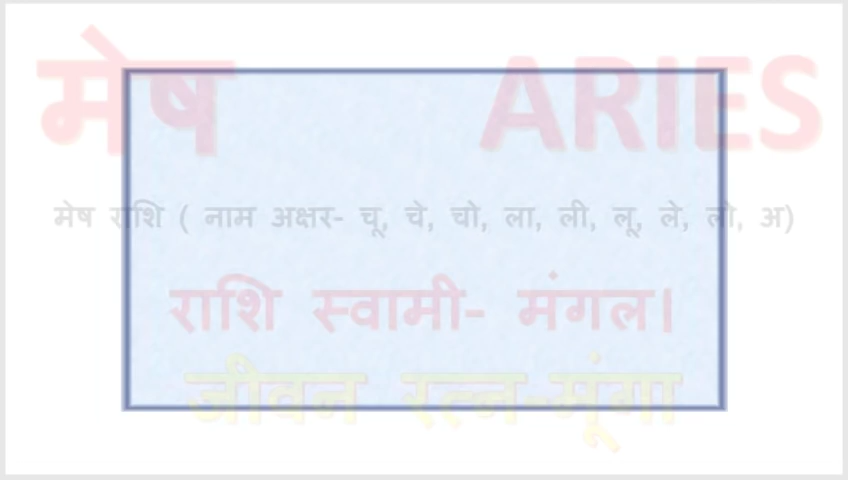 मेष ARIES
मेष राशि ( नाम अक्षर- चू, चे, चो, ला, ली, लू, ले, लो, अ)
राशि स्वामी- मंगल।
जीवन रत्न-मूंगा